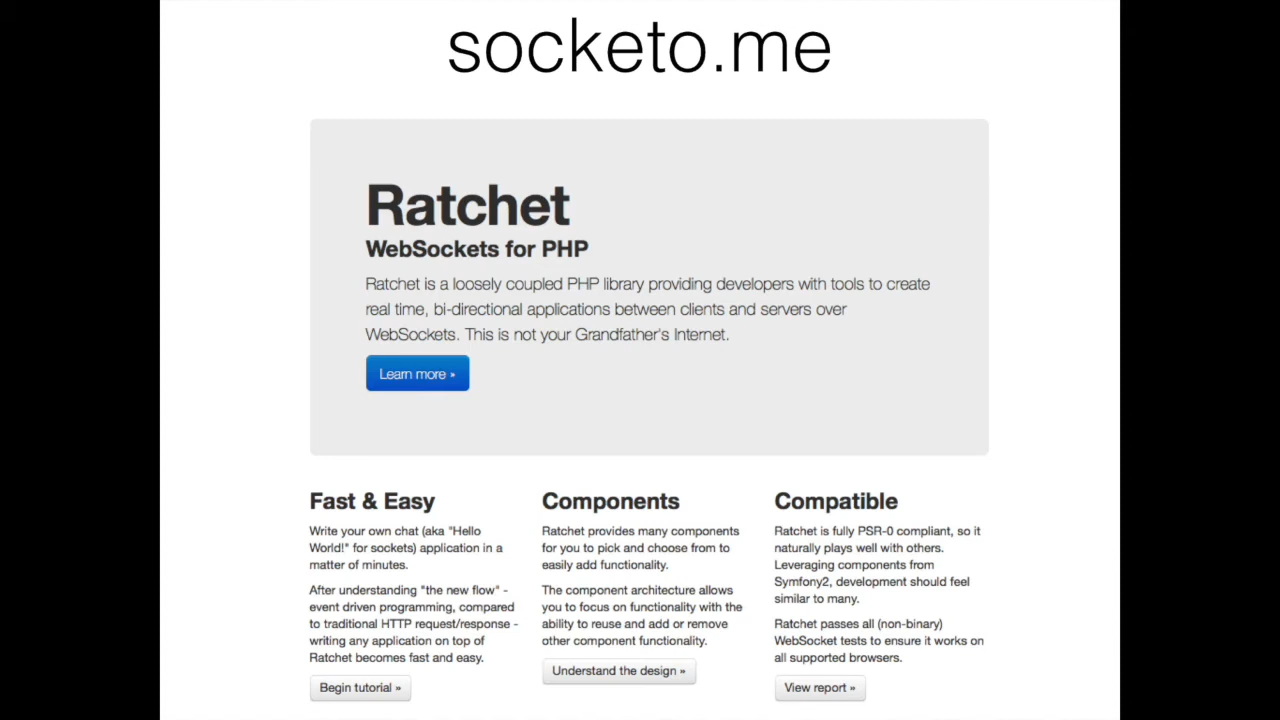 socketo.me
Ratchet
WebSockets for PHP
Ratchet is a loosely coupled PHP library providing developers with tools to create
real time, bi-directional applications between clients and servers over
WebSockets. This is not your Grandfather's Internet.
Learn more »
Fast & Easy
Write your own chat (aka "Hello
World!" for sockets) application in a
matter of minutes.
After understanding "the new flow" -
event driven programming, compared
to traditional HTTP request/response -
writing any application on top of
Ratchet becomes fast and easy.
Begin tutorial »
Components
Ratchet provides many components
for you to pick and choose from to
easily add functionality.
The component architecture allows
you to focus on functionality with the
ability to reuse and add or remove
other component functionality.
Understand the design »
Compatible
Ratchet is fully PSR-0 compliant, so it
naturally plays well with others.
Leveraging components from
Symfony2, development should feel
similar to many.
Ratchet passes all (non-binary)
WebSocket tests to ensure it works on
all supported browsers.
View report »